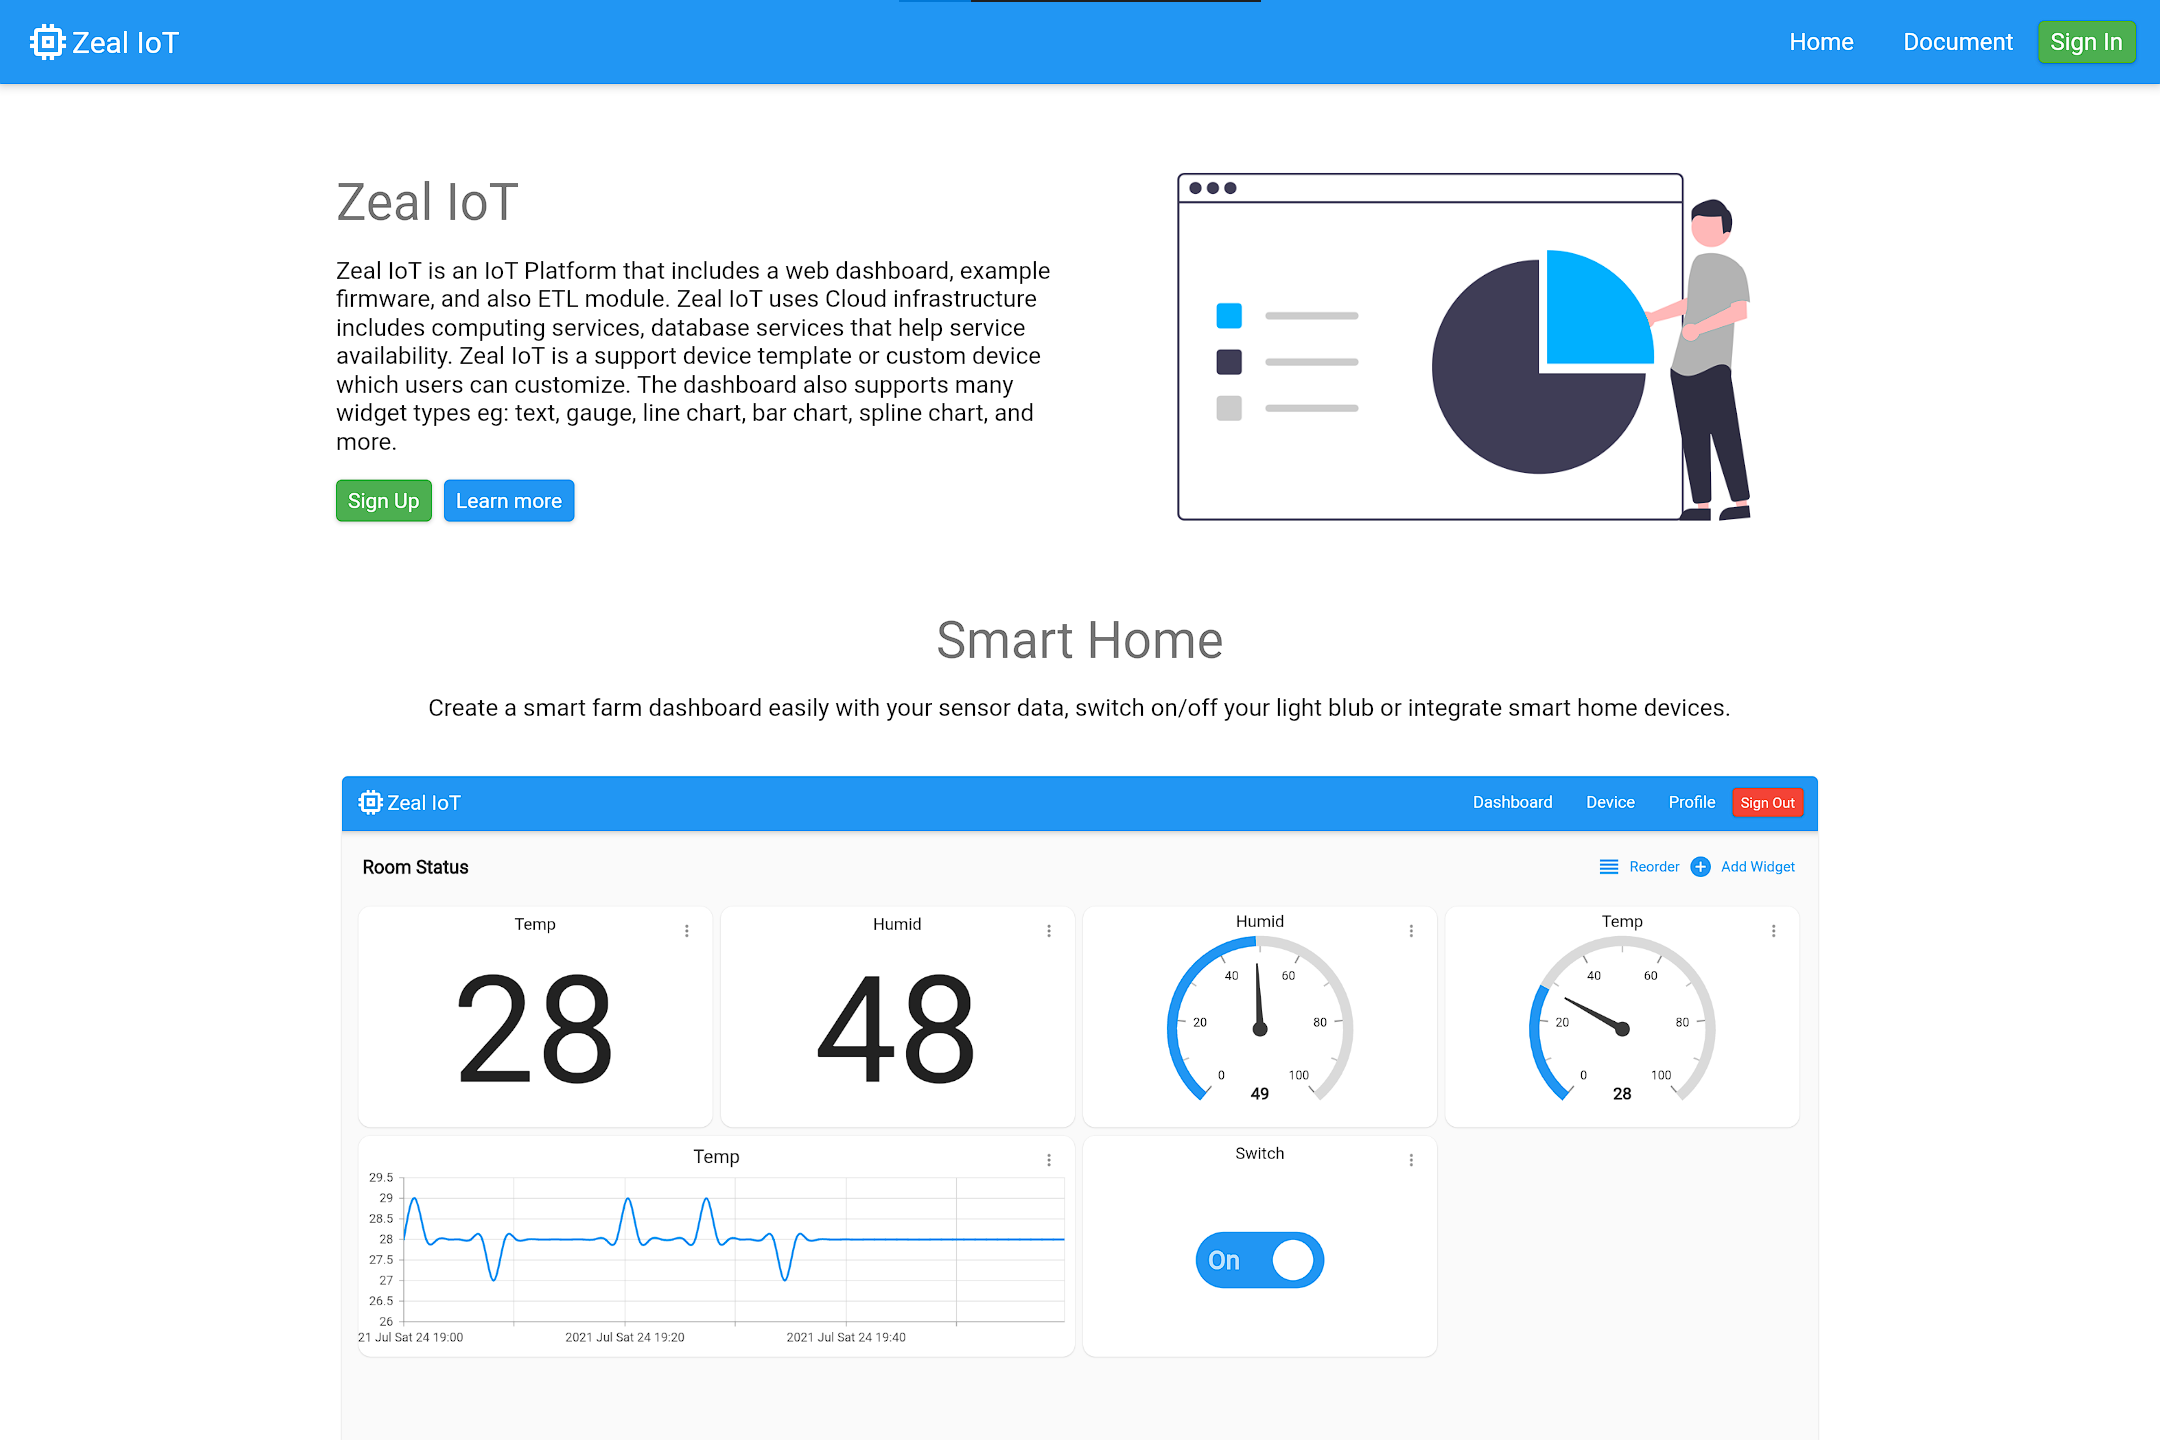 Zeal IoT
Home Document Sign In
Zeal IoT
Zeal IoT is an IoT Platform that includes a web dashboard, example
firmware, and also ETL module. Zeal IoT uses Cloud infrastructure
includes computing services, database services that help service
availability. Zeal IoT is a support device template or custom device
which users can customize. The dashboard also supports many
widget types eg: text, gauge, line chart, bar chart, spline chart, and
more.
Sign Up Learn more
Smart Home
Create a smart farm dashboard easily with your sensor data, switch on/off your light blub or integrate smart home devices.
Zeal IoT
Dashboard Device Profile Sign Out
Room Status
Reorder Add Widget
Temp
28
Humid
48
Humid
0 20 40 60 80 100
49
Temp
0 20 40 60 80 100
28
Temp
29.5
29
28.5
28
27.5
27
26.5
26
21 Jul Sat 24 19:00 2021 Jul Sat 24 19:20 2021 Jul Sat 24 19:40
Switch
On